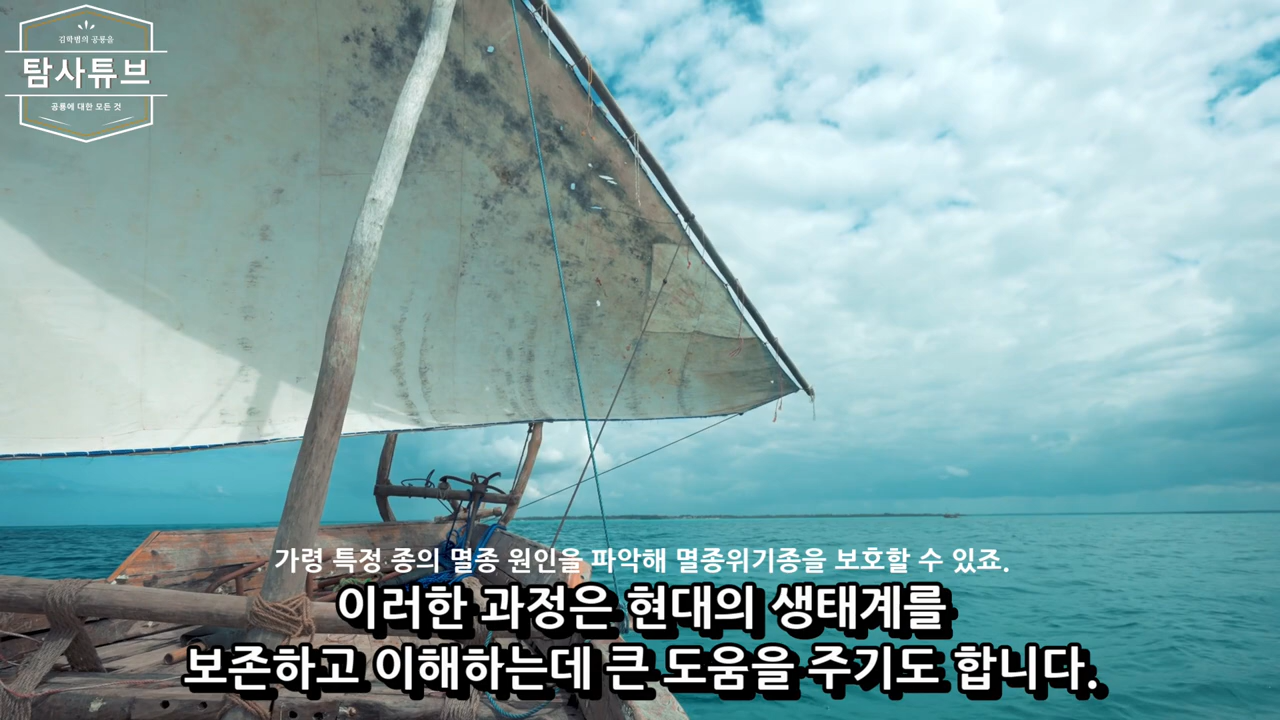 김학범의 공룡을
탐사튜브
공룡에 대한 모든 것
가령 특정 종의 멸종 원인을 파악해 멸종위기종을 보호할 수 있죠.
이러한 과정은 현대의 생태계를
보존하고 이해하는데 큰 도움을 주기도 합니다.